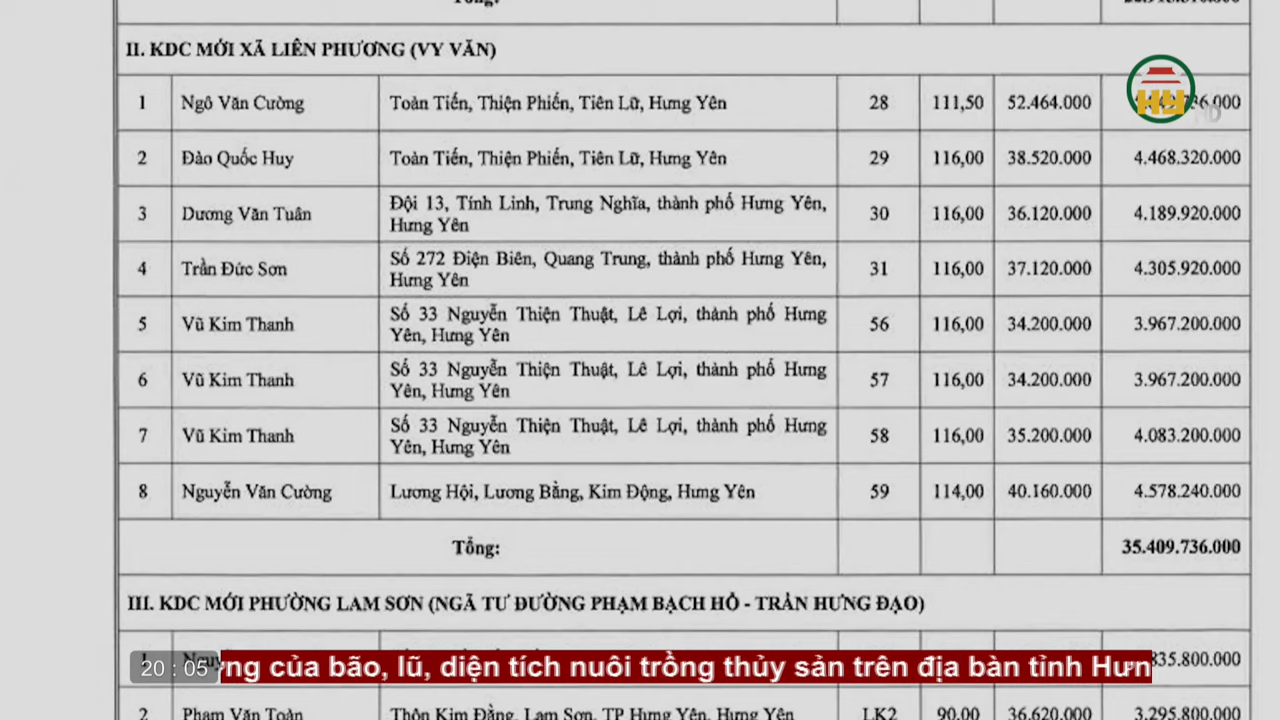 Tổng:
II. KDC MỚI XÃ LIÊN PHƯƠNG (VY VĂN)
1 Ngô Văn Cường Toàn Tiến, Thiện Phiến, Tiên Lữ, Hưng Yên 28 111,50 52.464.000
HY HD
2 Đào Quốc Huy Toàn Tiến, Thiện Phiến, Tiên Lữ, Hưng Yên 29 116,00 38.520.000 4.468.320.000
3 Dương Văn Tuân Đội 13, Tính Linh, Trung Nghĩa, thành phố Hưng Yên, 30 116,00 36.120.000 4.189.920.000
Hưng Yên
4 Trần Đức Sơn Số 272 Điện Biên, Quang Trung, thành phố Hưng Yên, 31 116,00 37.120.000 4.305.920.000
Hưng Yên
5 Vũ Kim Thanh Số 33 Nguyễn Thiện Thuật, Lê Lợi, thành phố Hưng 56 116,00 34.200.000 3.967.200.000
Yên, Hưng Yên
6 Vũ Kim Thanh Số 33 Nguyễn Thiện Thuật, Lê Lợi, thành phố Hưng 57 116,00 34.200.000 3.967.200.000
Yên, Hưng Yên
7 Vũ Kim Thanh Số 33 Nguyễn Thiện Thuật, Lê Lợi, thành phố Hưng 58 116,00 35.200.000 4.083.200.000
Yên, Hưng Yên
8 Nguyễn Văn Cường Lương Hội, Lương Bằng, Kim Động, Hưng Yên 59 114,00 40.160.000 4.578.240.000
Tổng: 35.409.736.000
III. KDC MỚI PHƯỜNG LAM SƠN (NGÃ TƯ ĐƯỜNG PHẠM BẠCH HỔ - TRẦN HƯNG ĐẠO)
20 : 05 ởng của bão, lũ, diện tích nuôi trồng thủy sản trên địa bàn tỉnh Hưn 835.800.000
2 Phạm Văn Toàn Thôn Kim Đằng, Lam Sơn, TP Hưng Yên, Hưng Yên LK2 90,00 36.620.000 3.295.800.000